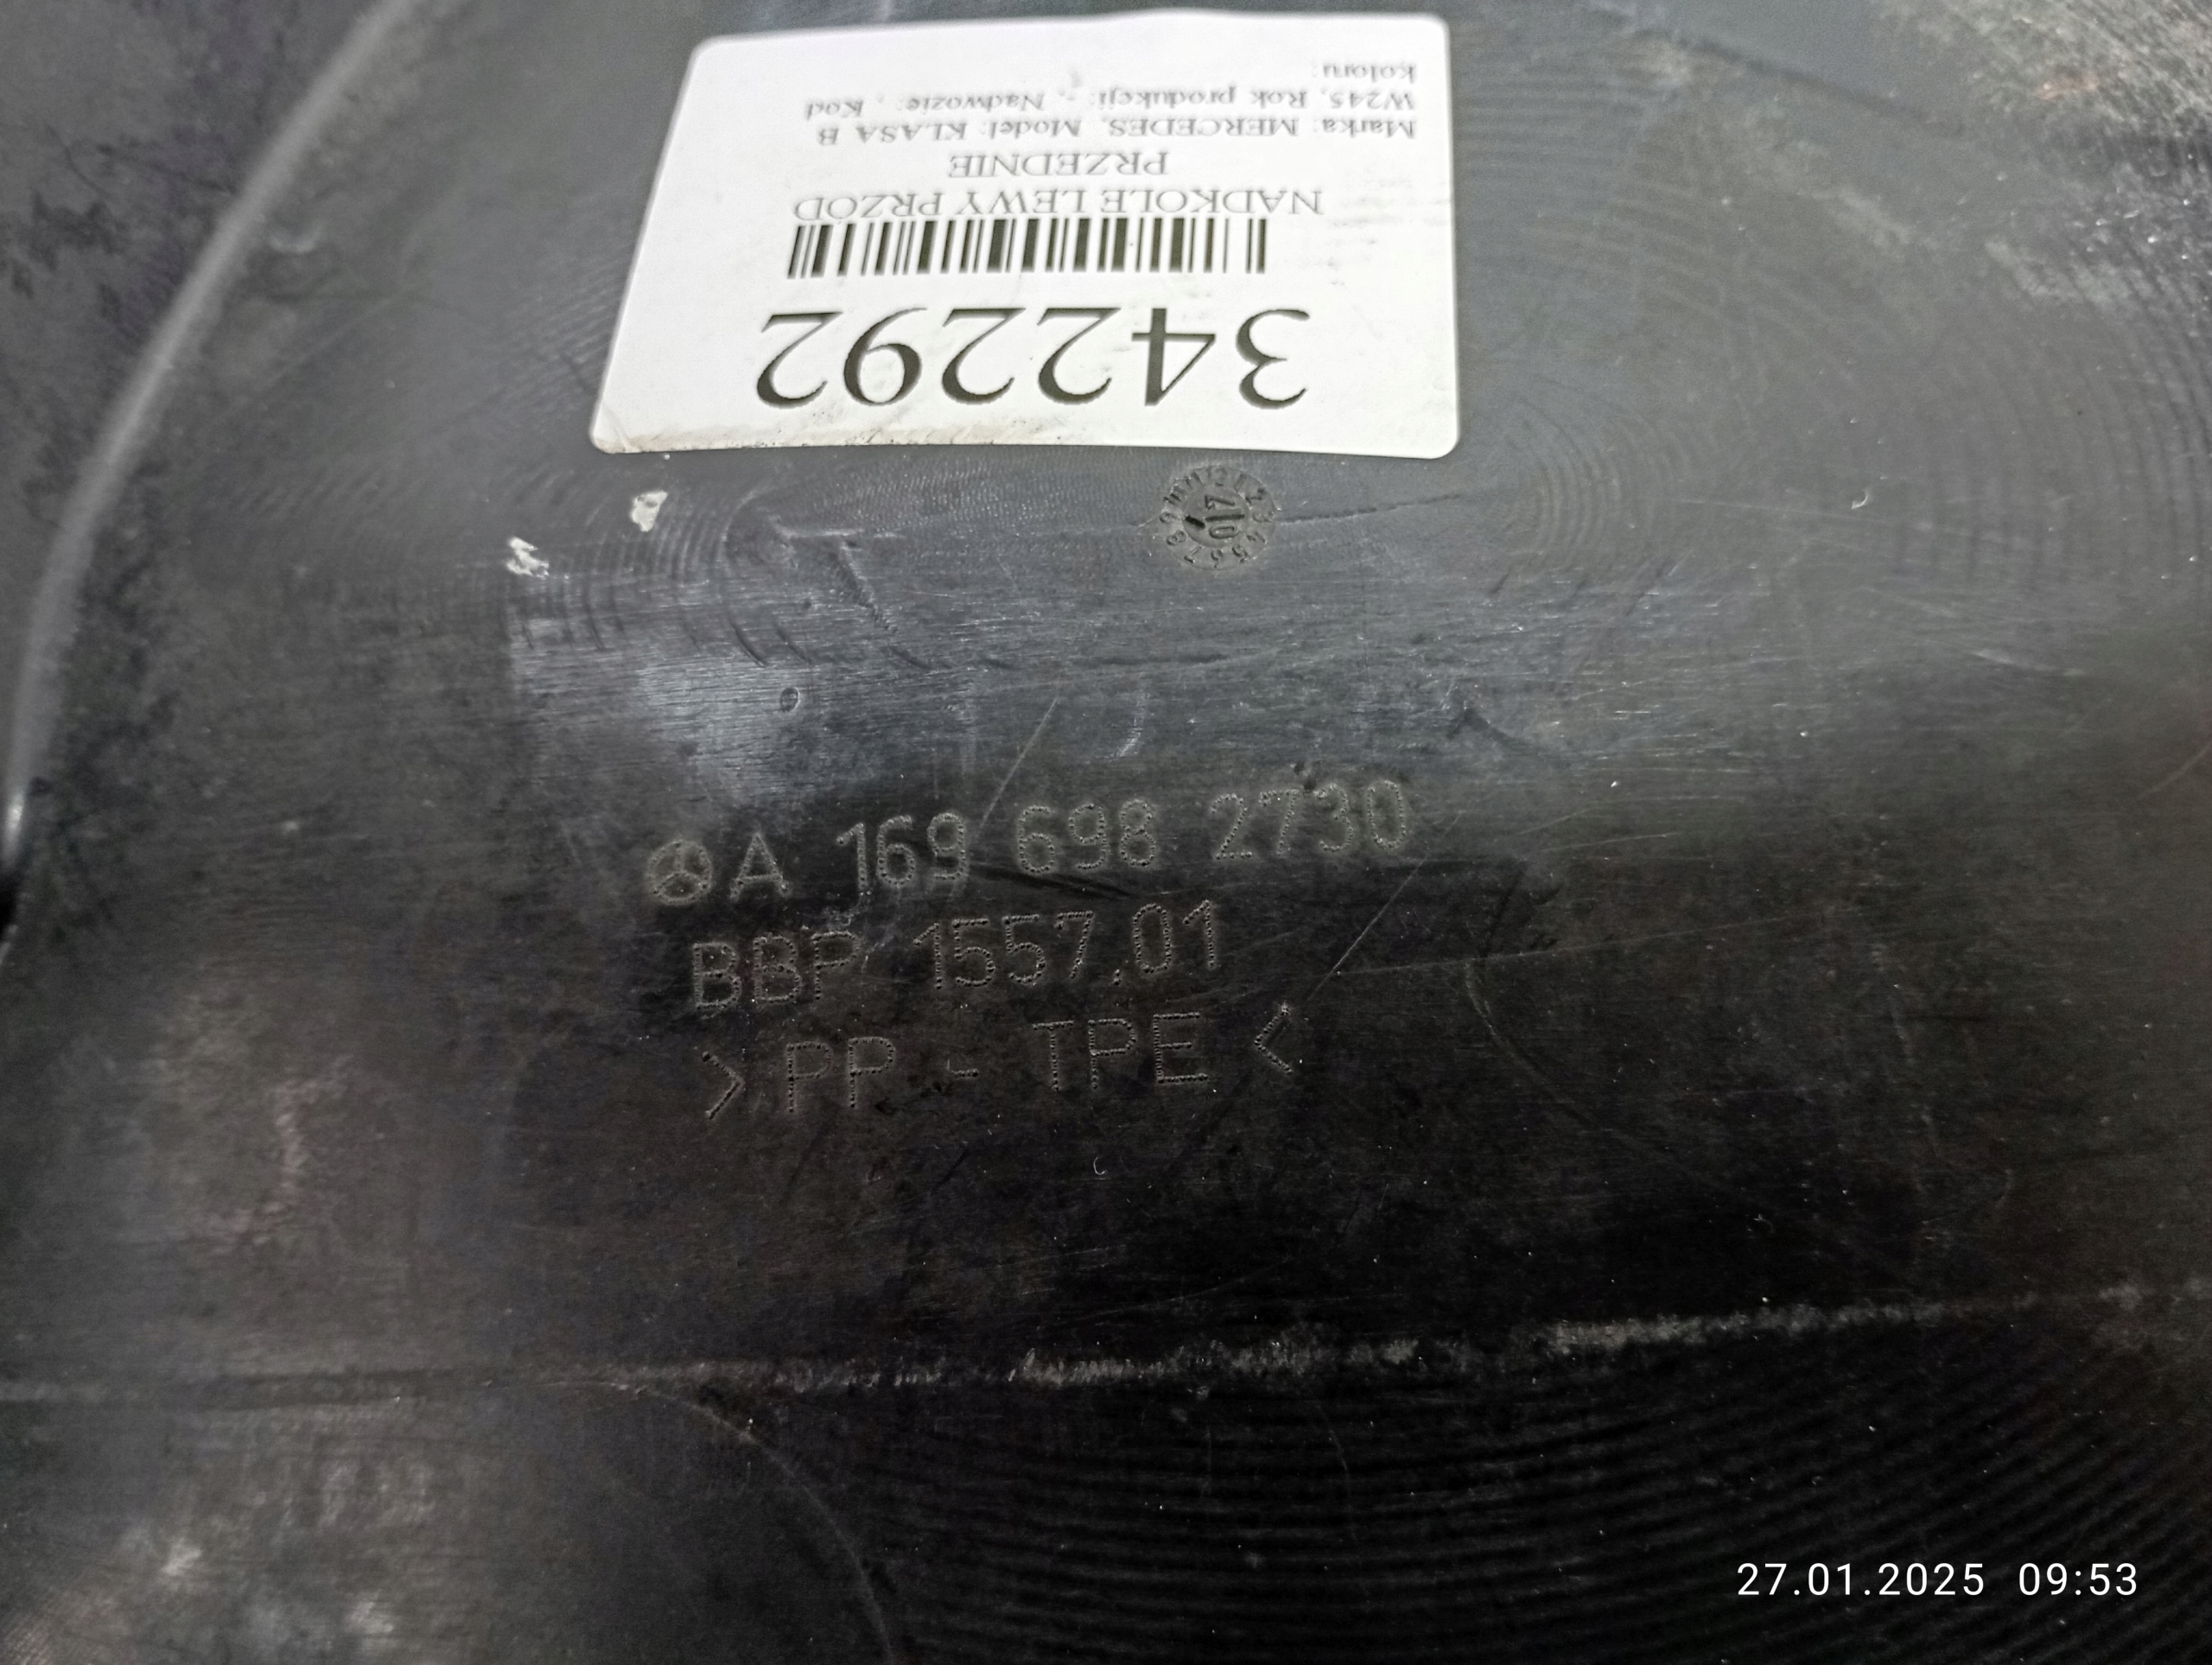 342292
NADKOLE LEWY PRZOD
PRZEDNIE
Marka: MERCEDES, Model: KLASA B
W245, Rok produkcji: -, Nadwozie: , Kod
koloru:
A 169 698 2730
BBP 1557.01
>PP - TPE<
27.01.2025 09:53